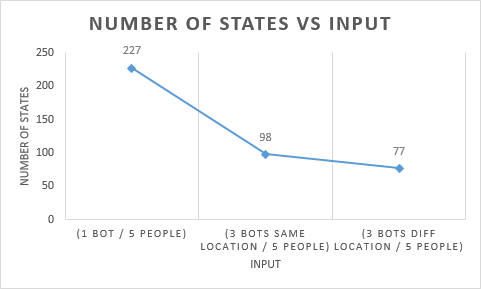 NUMBER OF STATES VS INPUT
250
200
150
100
50
0
NUMBER OF STATES
227
98
77
(1 BOT / 5 PEOPLE)
(3 BOTS SAME
LOCATION / 5 PEOPLE)
(3 BOTS DIFF
LOCATION / 5 PEOPLE)
INPUT